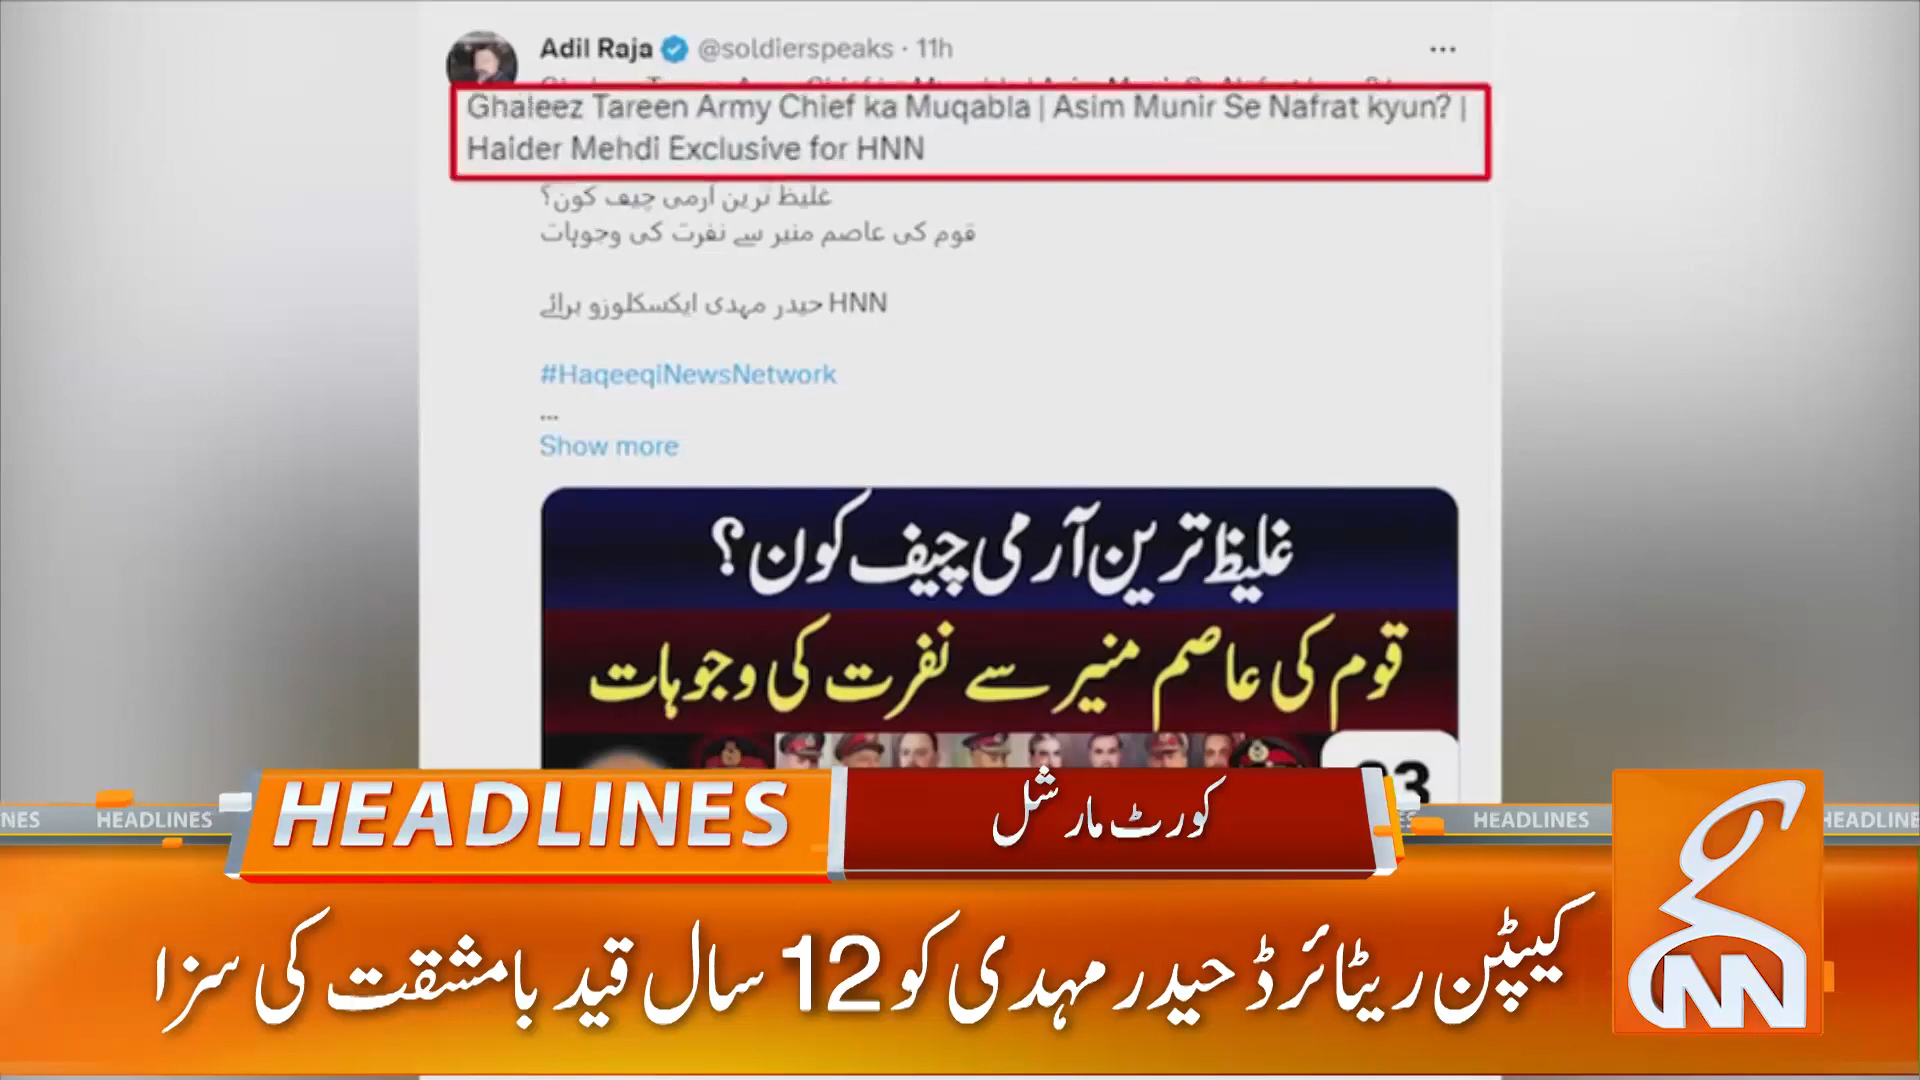 Adil Raja @soldierspeaks · 11h
Ghaleez Tareen Army Chief ka Muqabla | Asim Munir Se Nafrat kyun? |
Haider Mehdi Exclusive for HNN
غلیظ ترین آرمی چیف کون؟
قوم کی عاصم منیر سے نفرت کی وجوہات
حیدر مہدی ایکسکلوزو برائے HNN
#HaqeeqiNewsNetwork
...
Show more
غلیظ ترین آرمی چیف کون؟
قوم کی عاصم منیر سے نفرت کی وجوہات
HEADLINES
HEADLINES
کورٹ مارشل
HEADLINES
کیپٹن ریٹائرڈ حیدر مہدی کو 12 سال قید بامشقت کی سزا
GNN